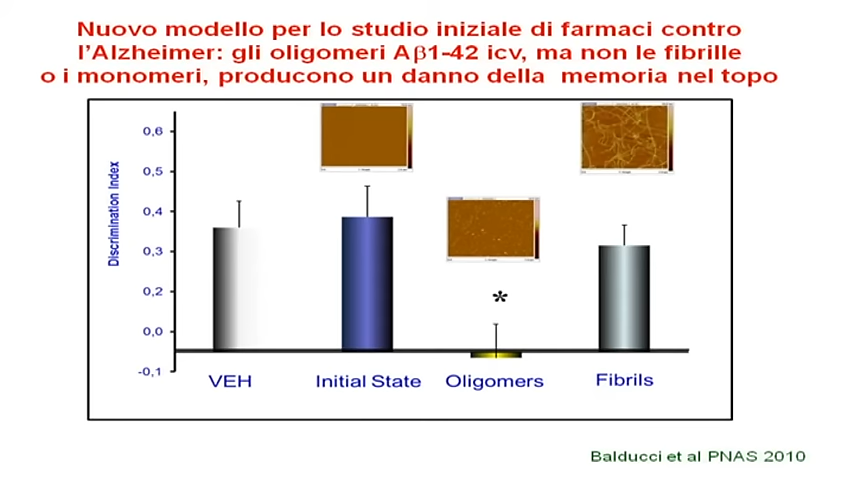 Nuovo modello per lo studio iniziale di farmaci contro
l'Alzheimer: gli oligomeri Aβ1-42 icv, ma non le fibrille
o i monomeri, producono un danno della memoria nel topo
Discrimination Index
0,6
0,5
0,4
0,3
0,2
0,0
-0,1
*
VEH
Initial State
Oligomers
Fibrils
Balducci et al PNAS 2010